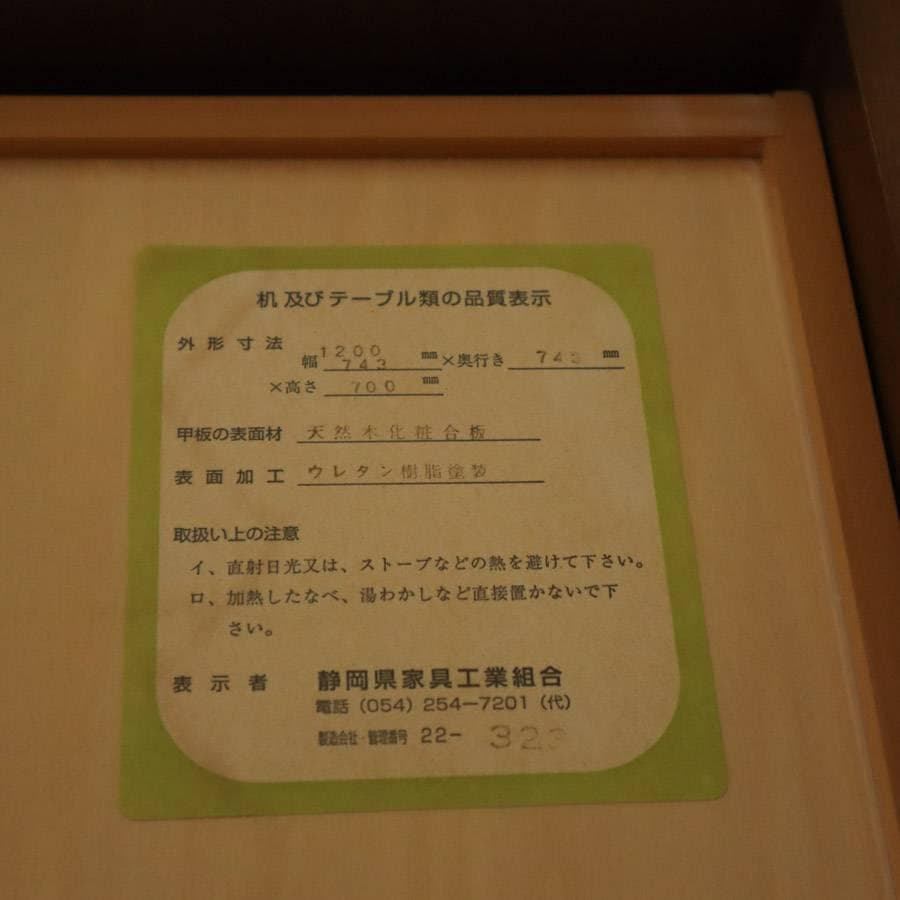 机及びテーブル類の品質表示
外形寸法 幅 1200 743 mm×奥行き 743 mm
×高さ 700 mm
甲板の表面材 天然木化粧合板
表面加工 ウレタン樹脂塗装
取扱い上の注意
イ、直射日光又は、ストーブなどの熱を避けて下さい。
ロ、加熱したなべ、湯わかしなど直接置かないで下
さい。
表示者 静岡県家具工業組合
電話（054）254－7201（代）
製造会社・管理番号 22-